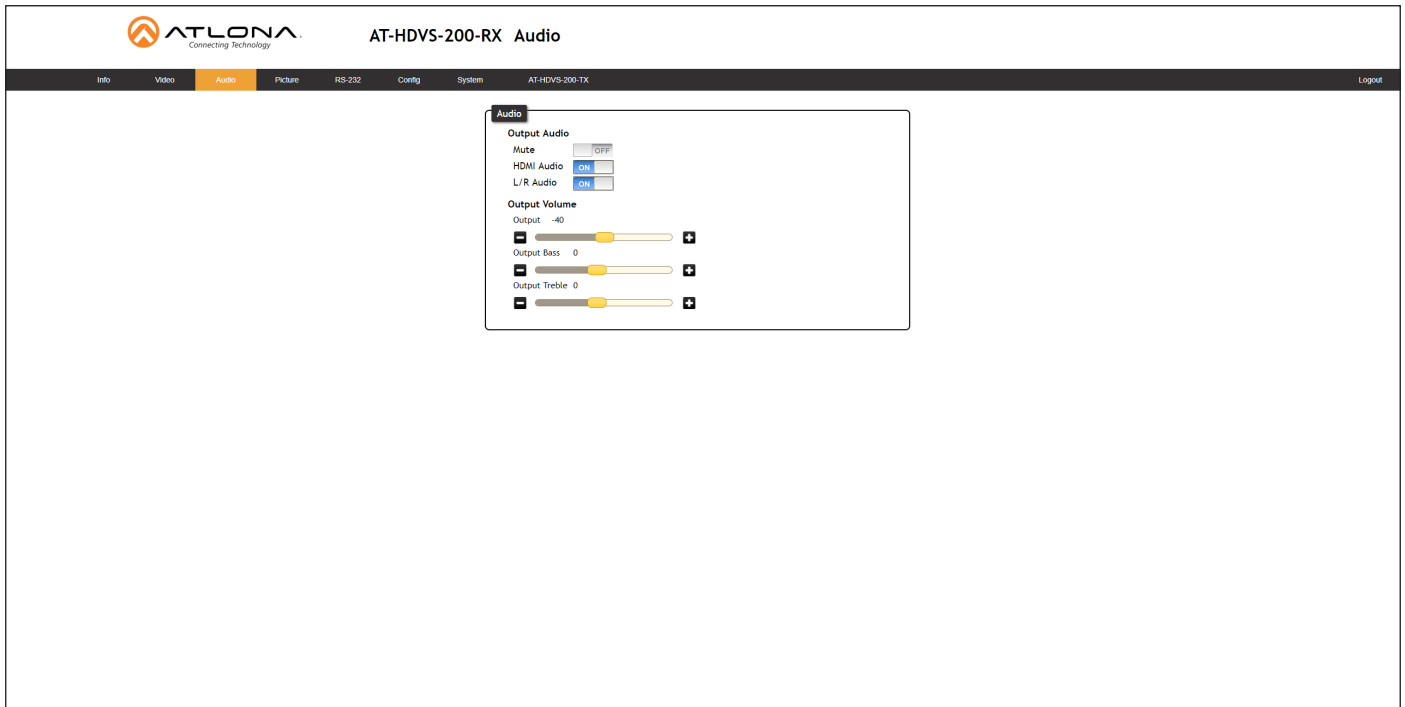 ATLONA.
Connecting Technology
AT-HDVS-200-RX Audio
Info Video Audio Picture RS-232 Config System AT-HDVS-200-TX Logout
Audio
Output Audio
Mute OFF
HDMI Audio ON
L/R Audio ON
Output Volume
Output -40
Output Bass 0
Output Treble 0